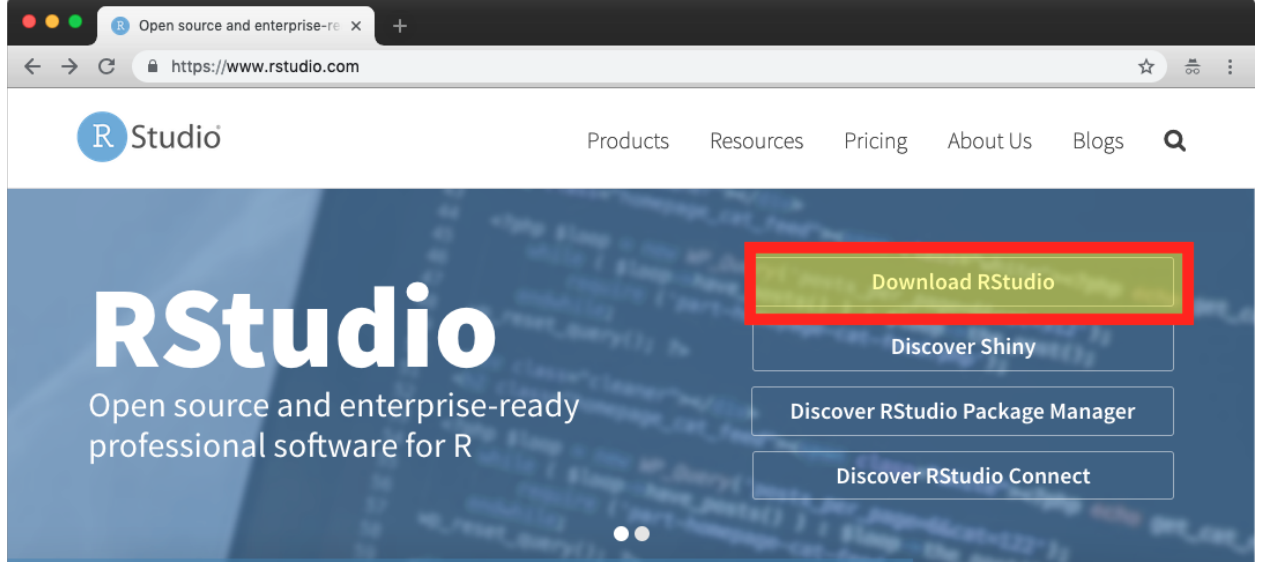 Open source and enterprise-re
https://www.rstudio.com
R Studio
Products Resources Pricing About Us Blogs
RStudio
Open source and enterprise-ready
professional software for R
Download RStudio
Discover Shiny
Discover RStudio Package Manager
Discover RStudio Connect